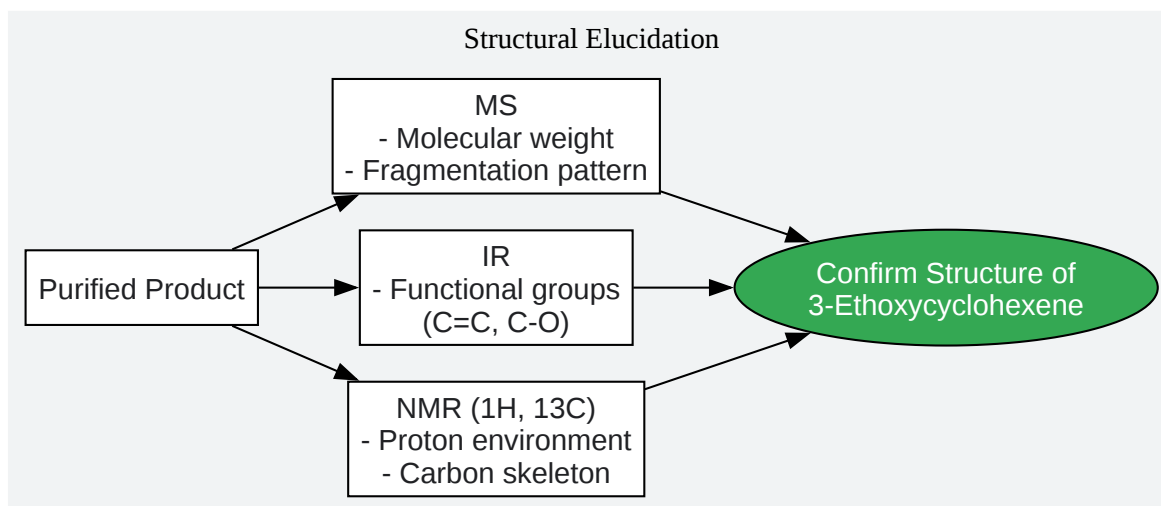 Structural Elucidation
MS
- Molecular weight
- Fragmentation pattern
Purified Product
IR
- Functional groups
(C=C, C-O)
NMR (1H, 13C)
- Proton environment
- Carbon skeleton
Confirm Structure of
3-Ethoxycyclohexene